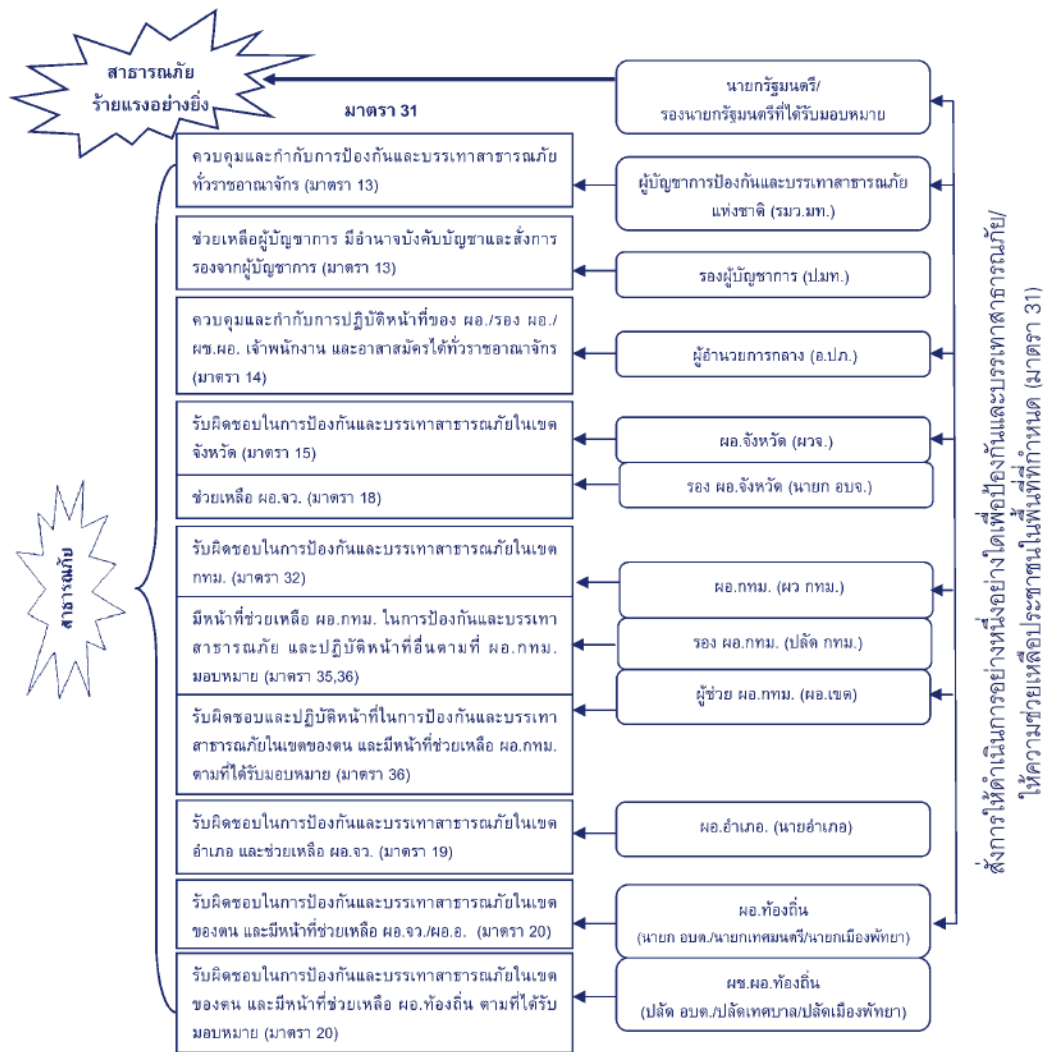 สาธารณภัย
ร้ายแรงอย่างยิ่ง
มาตรา 31
นายกรัฐมนตรี/
รองนายกรัฐมนตรีที่ได้รับมอบหมาย
ควบคุมและกำกับการป้องกันและบรรเทาสาธารณภัย
ทั่วราชอาณาจักร (มาตรา 13)
ผู้บัญชาการป้องกันและบรรเทาสาธารณภัย
แห่งชาติ (รมว.มท.)
ช่วยเหลือผู้บัญชาการ มีอำนาจบังคับบัญชาและสั่งการ
รองจากผู้บัญชาการ (มาตรา 13)
รองผู้บัญชาการ (ป.มท.)
ควบคุมและกำกับการปฏิบัติหน้าที่ของ ผอ./รอง ผอ./
ผช.ผอ. เจ้าพนักงาน และอาสาสมัครได้ทั่วราชอาณาจักร
(มาตรา 14)
ผู้อำนวยการกลาง (อ.ปภ.)
รับผิดชอบในการป้องกันและบรรเทาสาธารณภัยในเขต
จังหวัด (มาตรา 15)
ผอ.จังหวัด (ผวจ.)
ช่วยเหลือ ผอ.จว. (มาตรา 18)
รอง ผอ.จังหวัด (นายก อบจ.)
สาธารณภัย
รับผิดชอบในการป้องกันและบรรเทาสาธารณภัยในเขต
กทม. (มาตรา 32)
ผอ.กทม. (ผว กทม.)
มีหน้าที่ช่วยเหลือ ผอ.กทม. ในการป้องกันและบรรเทา
สาธารณภัย และปฏิบัติหน้าที่อื่นตามที่ ผอ.กทม.
มอบหมาย (มาตรา 35,36)
รอง ผอ.กทม. (ปลัด กทม.)
ผู้ช่วย ผอ.กทม. (ผอ.เขต)
รับผิดชอบและปฏิบัติหน้าที่ในการป้องกันและบรรเทา
สาธารณภัยในเขตของตน และมีหน้าที่ช่วยเหลือ ผอ.กทม.
ตามที่ได้รับมอบหมาย (มาตรา 36)
รับผิดชอบในการป้องกันและบรรเทาสาธารณภัยในเขต
อำเภอ และช่วยเหลือ ผอ.จว. (มาตรา 19)
ผอ.อำเภอ. (นายอำเภอ)
รับผิดชอบในการป้องกันและบรรเทาสาธารณภัยในเขต
ของตน และมีหน้าที่ช่วยเหลือ ผอ.จว./ผอ.อ. (มาตรา 20)
ผอ.ท้องถิ่น
(นายก อบต./นายกเทศมนตรี/นายกเมืองพัทยา)
รับผิดชอบในการป้องกันและบรรเทาสาธารณภัยในเขต
ของตน และมีหน้าที่ช่วยเหลือ ผอ.ท้องถิ่น ตามที่ได้รับ
มอบหมาย (มาตรา 20)
ผช.ผอ.ท้องถิ่น
(ปลัด อบต./ปลัดเทศบาล/ปลัดเมืองพัทยา)
สั่งการให้ดำเนินการอย่างหนึ่งอย่างใดเพื่อป้องกันและบรรเทาสาธารณภัย/
ให้ความช่วยเหลือประชาชนในพื้นที่ที่กำหนด (มาตรา 31)